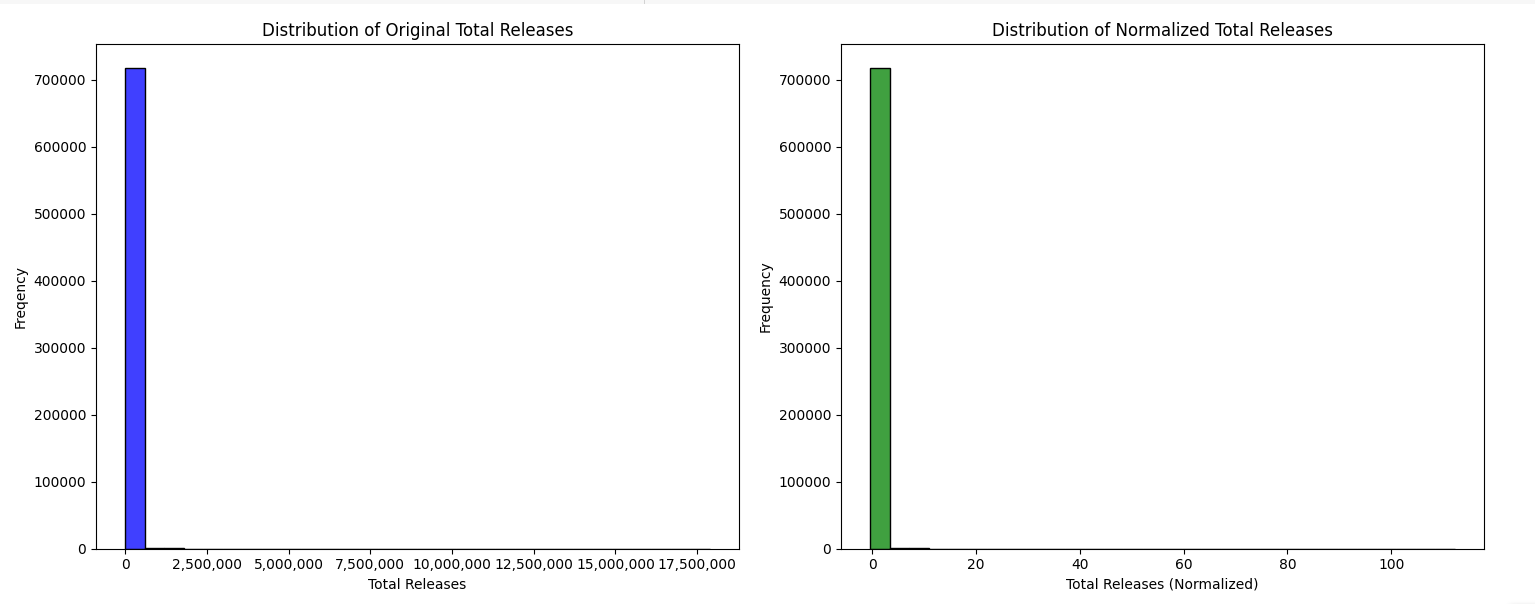 Distribution of Original Total Releases
700000
600000
500000
400000
300000
200000
100000
0
Freqency
0 2,500,000 5,000,000 7,500,000 10,000,000 12,500,000 15,000,000 17,500,000
Total Releases
Distribution of Normalized Total Releases
700000
600000
500000
400000
300000
200000
100000
0
Frequency
0 20 40 60 80 100
Total Releases (Normalized)